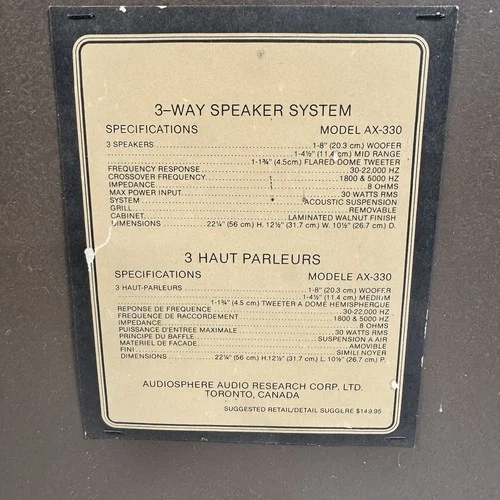 3-WAY SPEAKER SYSTEM
SPECIFICATIONS MODEL AX-330
3 SPEAKERS 1-8" (20.3 cm.) WOOFER
1-4½" (11.4 cm.) MID RANGE
1-1¾" (4.5cm.) FLARED DOME TWEETER
FREQUENCY RESPONSE 30-22,000 HZ
CROSSOVER FREQUENCY 1800 & 5000 HZ
IMPEDANCE 8 OHMS
MAX POWER INPUT 30 WATTS RMS
SYSTEM ACOUSTIC SUSPENSION
GRILL REMOVABLE
CABINET LAMINATED WALNUT FINISH
DIMENSIONS 22¼" (56 cm) H. 12½" (31.7 cm) W. 10½" (26.7 cm) D.
3 HAUT PARLEURS
SPECIFICATIONS MODELE AX-330
3 HAUT-PARLEURS 1-8" (20.3 cm) WOOFER
1-4½" (11.4 cm) MEDIUM
1-1¾" (4.5 cm) TWEETER A DOME HEMISPHERIQUE
REPONSE DE FREQUENCE 30-22,000 HZ
FREQUENCE DE RACCORDEMENT 1800 & 5000 HZ
IMPEDANCE 8 OHMS
PUISSANCE D'ENTREE MAXIMALE 30 WATTS RMS
PRINCIPE DU BAFFLE SUSPENSION A AIR
MATERIEL DE FACADE AMOVIBLE
FINI SIMILI NOYER
DIMENSIONS 22¼" (56 cm) H.12½" (31.7 cm) L. 10½" (26.7 cm) P.
AUDIOSPHERE AUDIO RESEARCH CORP. LTD.
TORONTO, CANADA
SUGGESTED RETAIL/DETAIL SUGGLRE $149.95